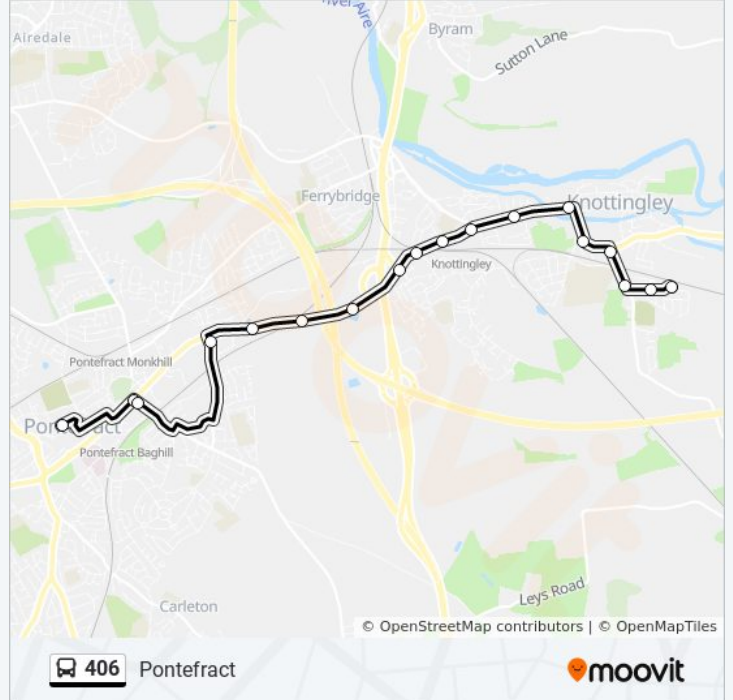 River Aire
Byram
Airedale
Sutton Lane
Ferrybridge
Knottingley
Knottingley
Pontefract Monkhill
Pontefract
Pontefract Baghill
Leys Road
Carleton
© OpenStreetMap contributors | © OpenMapTiles
406 Pontefract
moovit